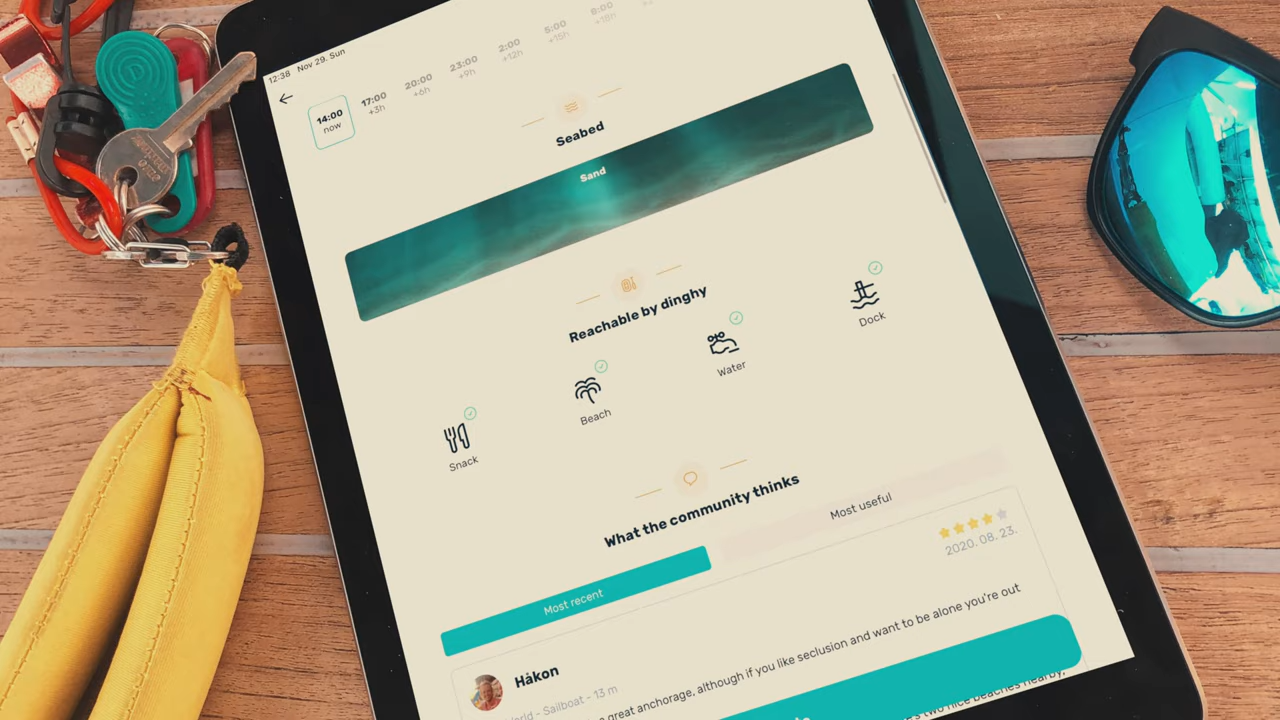 12:38 Nov 29. Sun
14:00 17:00 20:00 23:00 2:00 5:00 8:00
now +3h +6h +9h +12h +15h +18h
Seabed
Sand
Reachable by dinghy
Snack Beach Water Dock
What the community thinks
Most recent Most useful
Håkon
2020. 08. 23.
- Sailboat - 13 m
great anchorage, although if you like seclusion and want to be alone you're out
two nice beaches nearby,